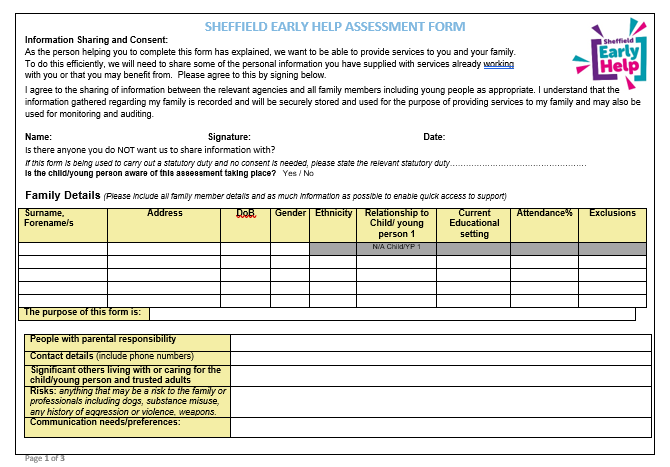 SHEFFIELD EARLY HELP ASSESSMENT FORM
Sheffield
Early
Help
Information Sharing and Consent:
As the person helping you to complete this form has explained, we want to be able to provide services to you and your family.
To do this efficiently, we will need to share some of the personal information you have supplied with services already working
with you or that you may benefit from. Please agree to this by signing below.
I agree to the sharing of information between the relevant agencies and all family members including young people as appropriate. I understand that the
information gathered regarding my family is recorded and will be securely stored and used for the purpose of providing services to my family and may also be
used for monitoring and auditing.
Name: Signature: Date:
Is there anyone you do NOT want us to share information with?
If this form is being used to carry out a statutory duty and no consent is needed, please state the relevant statutory duty……………………………………………
Is the child/young person aware of this assessment taking place? Yes / No
Family Details (Please include all family member details and as much information as possible to enable quick access to support)
Surname, Address DoB Gender Ethnicity Relationship to Current Attendance% Exclusions
Forename/s Child/ young Educational
person 1 setting
N/A Child/YP 1
The purpose of this form is:
People with parental responsibility
Contact details (include phone numbers)
Significant others living with or caring for the
child/young person and trusted adults
Risks: anything that may be a risk to the family or
professionals including dogs, substance misuse,
any history of aggression or violence, weapons.
Communication needs/preferences:
Page 1 of 3